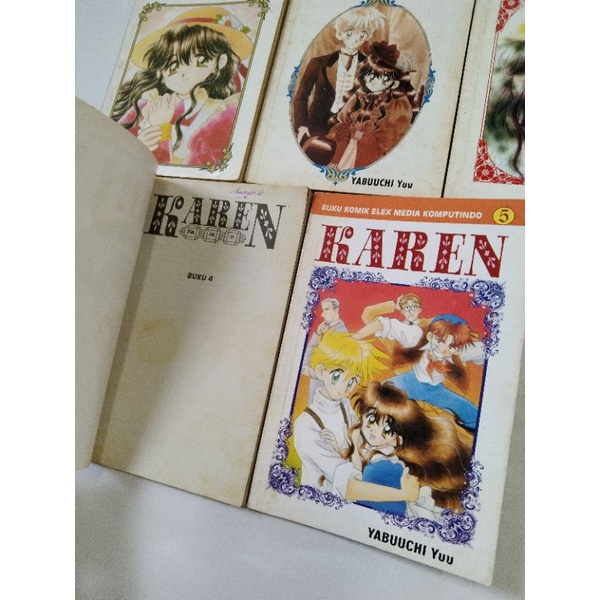 YABUUCHI Yuu
KAREN
BUKU 4
BUKU KOMIK ELEX MEDIA KOMPUTINDO 5
KAREN
YABUUCHI Yuu